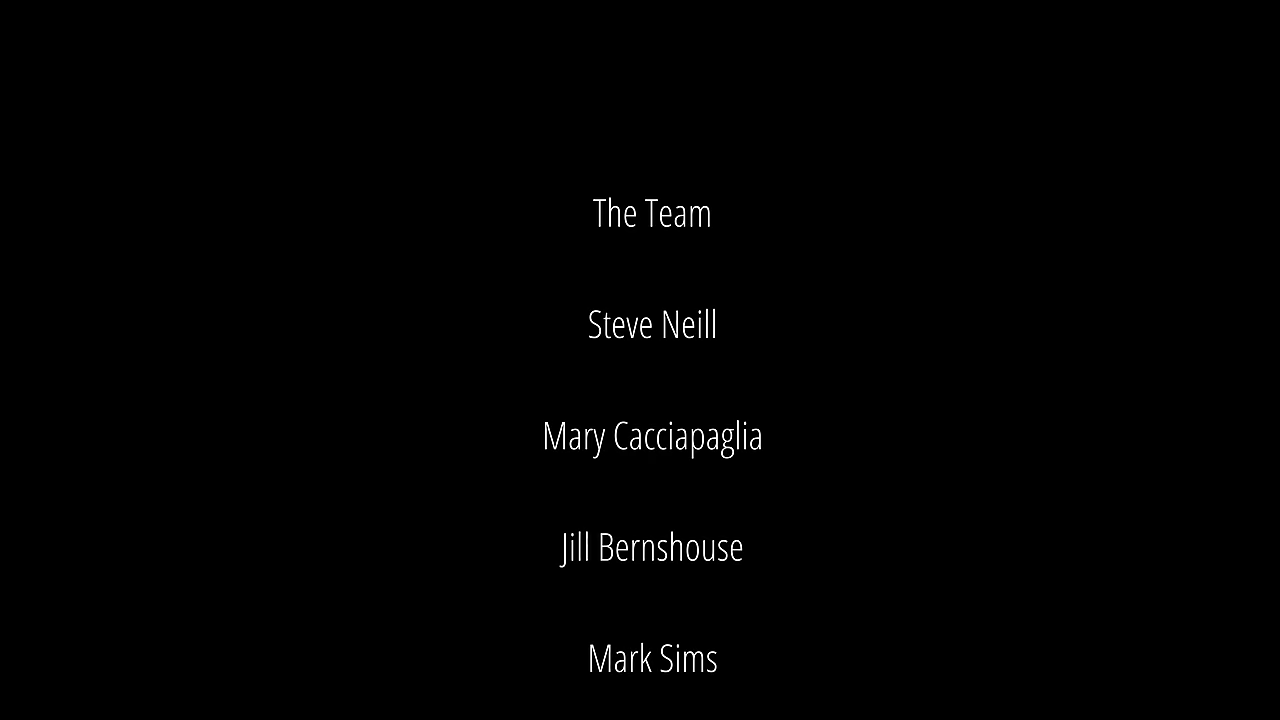 The Team
Steve Neill
Mary Cacciapaglia
Jill Bernshouse
Mark Sims